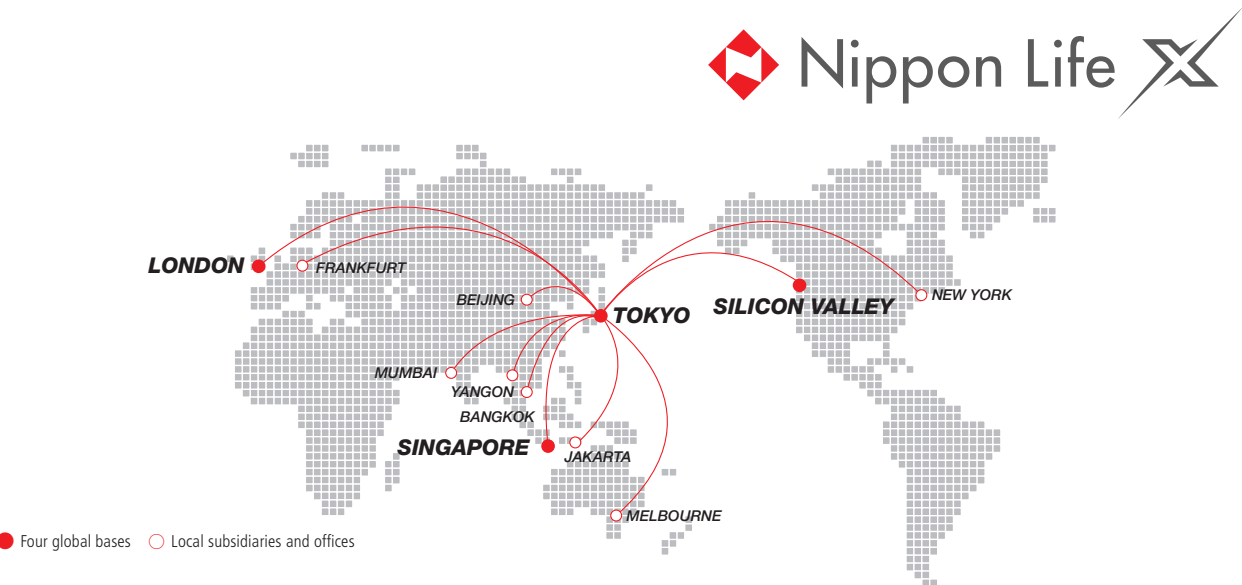 Nippon Life X
LONDON
FRANKFURT
BEIJING
TOKYO
SILICON VALLEY
NEW YORK
MUMBAI
YANGON
BANGKOK
SINGAPORE
JAKARTA
MELBOURNE
Four global bases
Local subsidiaries and offices